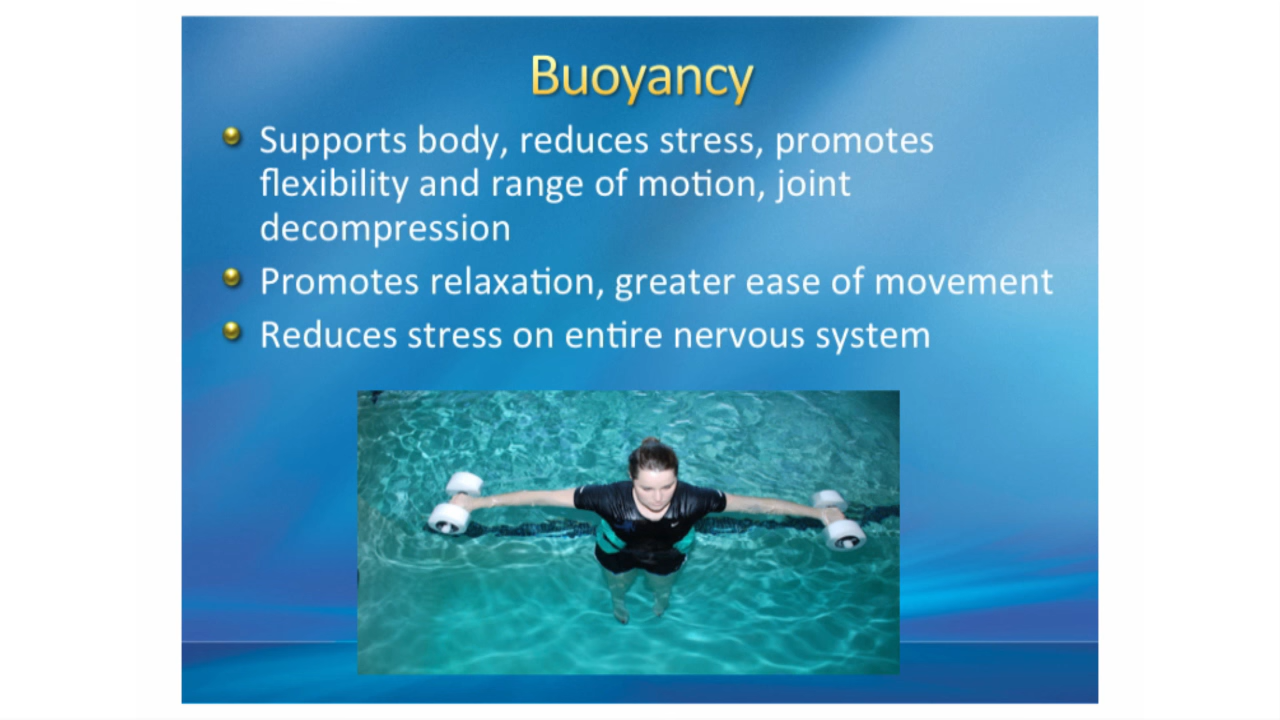 Buoyancy
Supports body, reduces stress, promotes
flexibility and range of motion, joint
decompression
Promotes relaxation, greater ease of movement
Reduces stress on entire nervous system